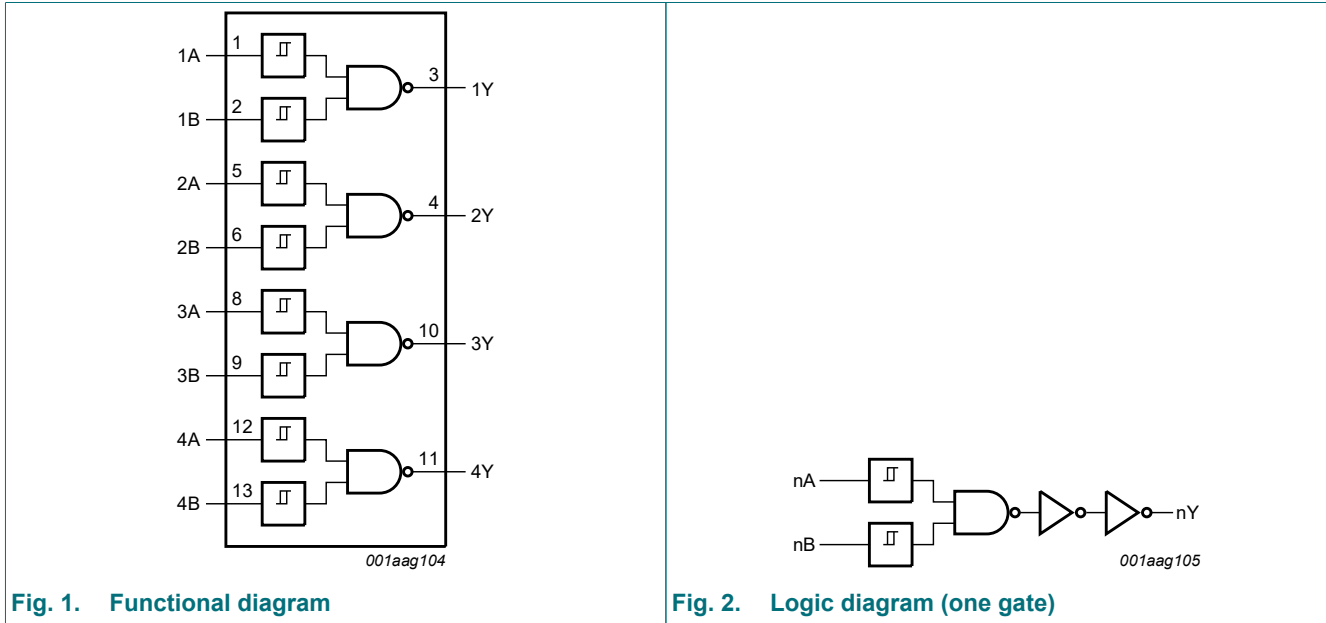 1A 1
3 1Y
1B 2
2A 5
4 2Y
2B 6
3A 8
10 3Y
3B 9
4A 12
11 4Y
4B 13
001aag104
Fig. 1. Functional diagram
nA
nY
nB
001aag105
Fig. 2. Logic diagram (one gate)